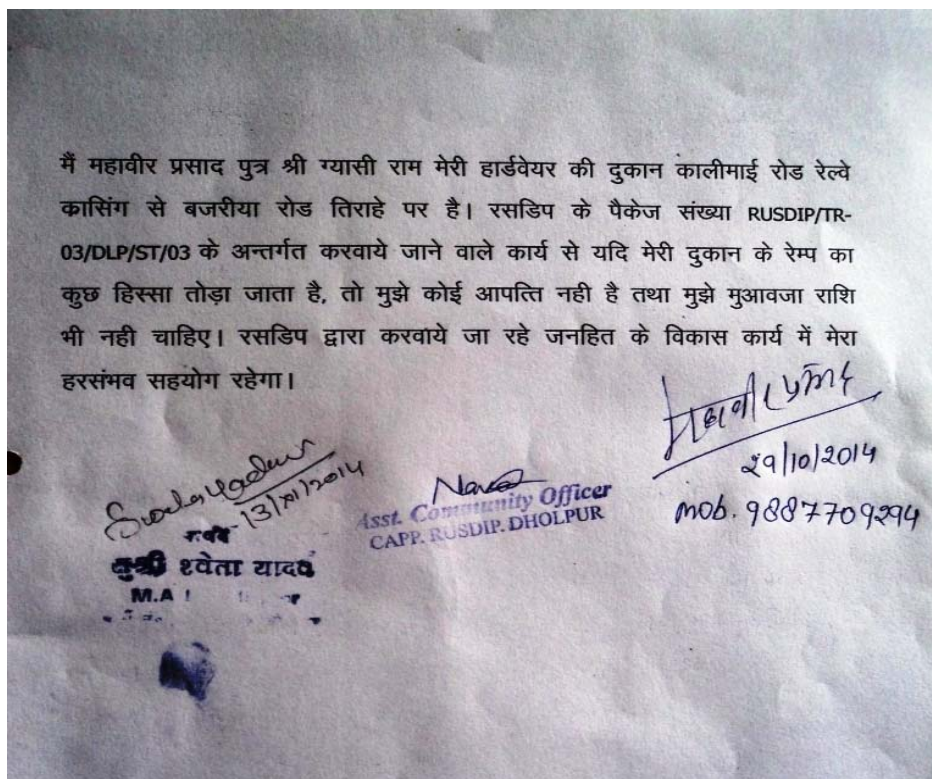 मैं महावीर प्रसाद पुत्र श्री ग्यासी राम मेरी हार्डवेयर की दुकान कालीमाई रोड रेल्वे
कासिंग से बजरीया रोड तिराहे पर है। रसडिप के पैकेज संख्या RUSDIP/TR-
03/DLP/ST/03 के अन्तर्गत करवाये जाने वाले कार्य से यदि मेरी दुकान के रेम्प का
कुछ हिस्सा तोड़ा जाता है, तो मुझे कोई आपत्ति नही है तथा मुझे मुआवजा राशि
भी नही चाहिए। रसडिप द्वारा करवाये जा रहे जनहित के विकास कार्य में मेरा
हरसंभव सहयोग रहेगा।
29/10/2014
mob. 9887709294
13/XI/2014
Asst. Community Officer
CAPP. RUSDIP. DHOLPUR
सुश्री श्वेता यादव
M.A